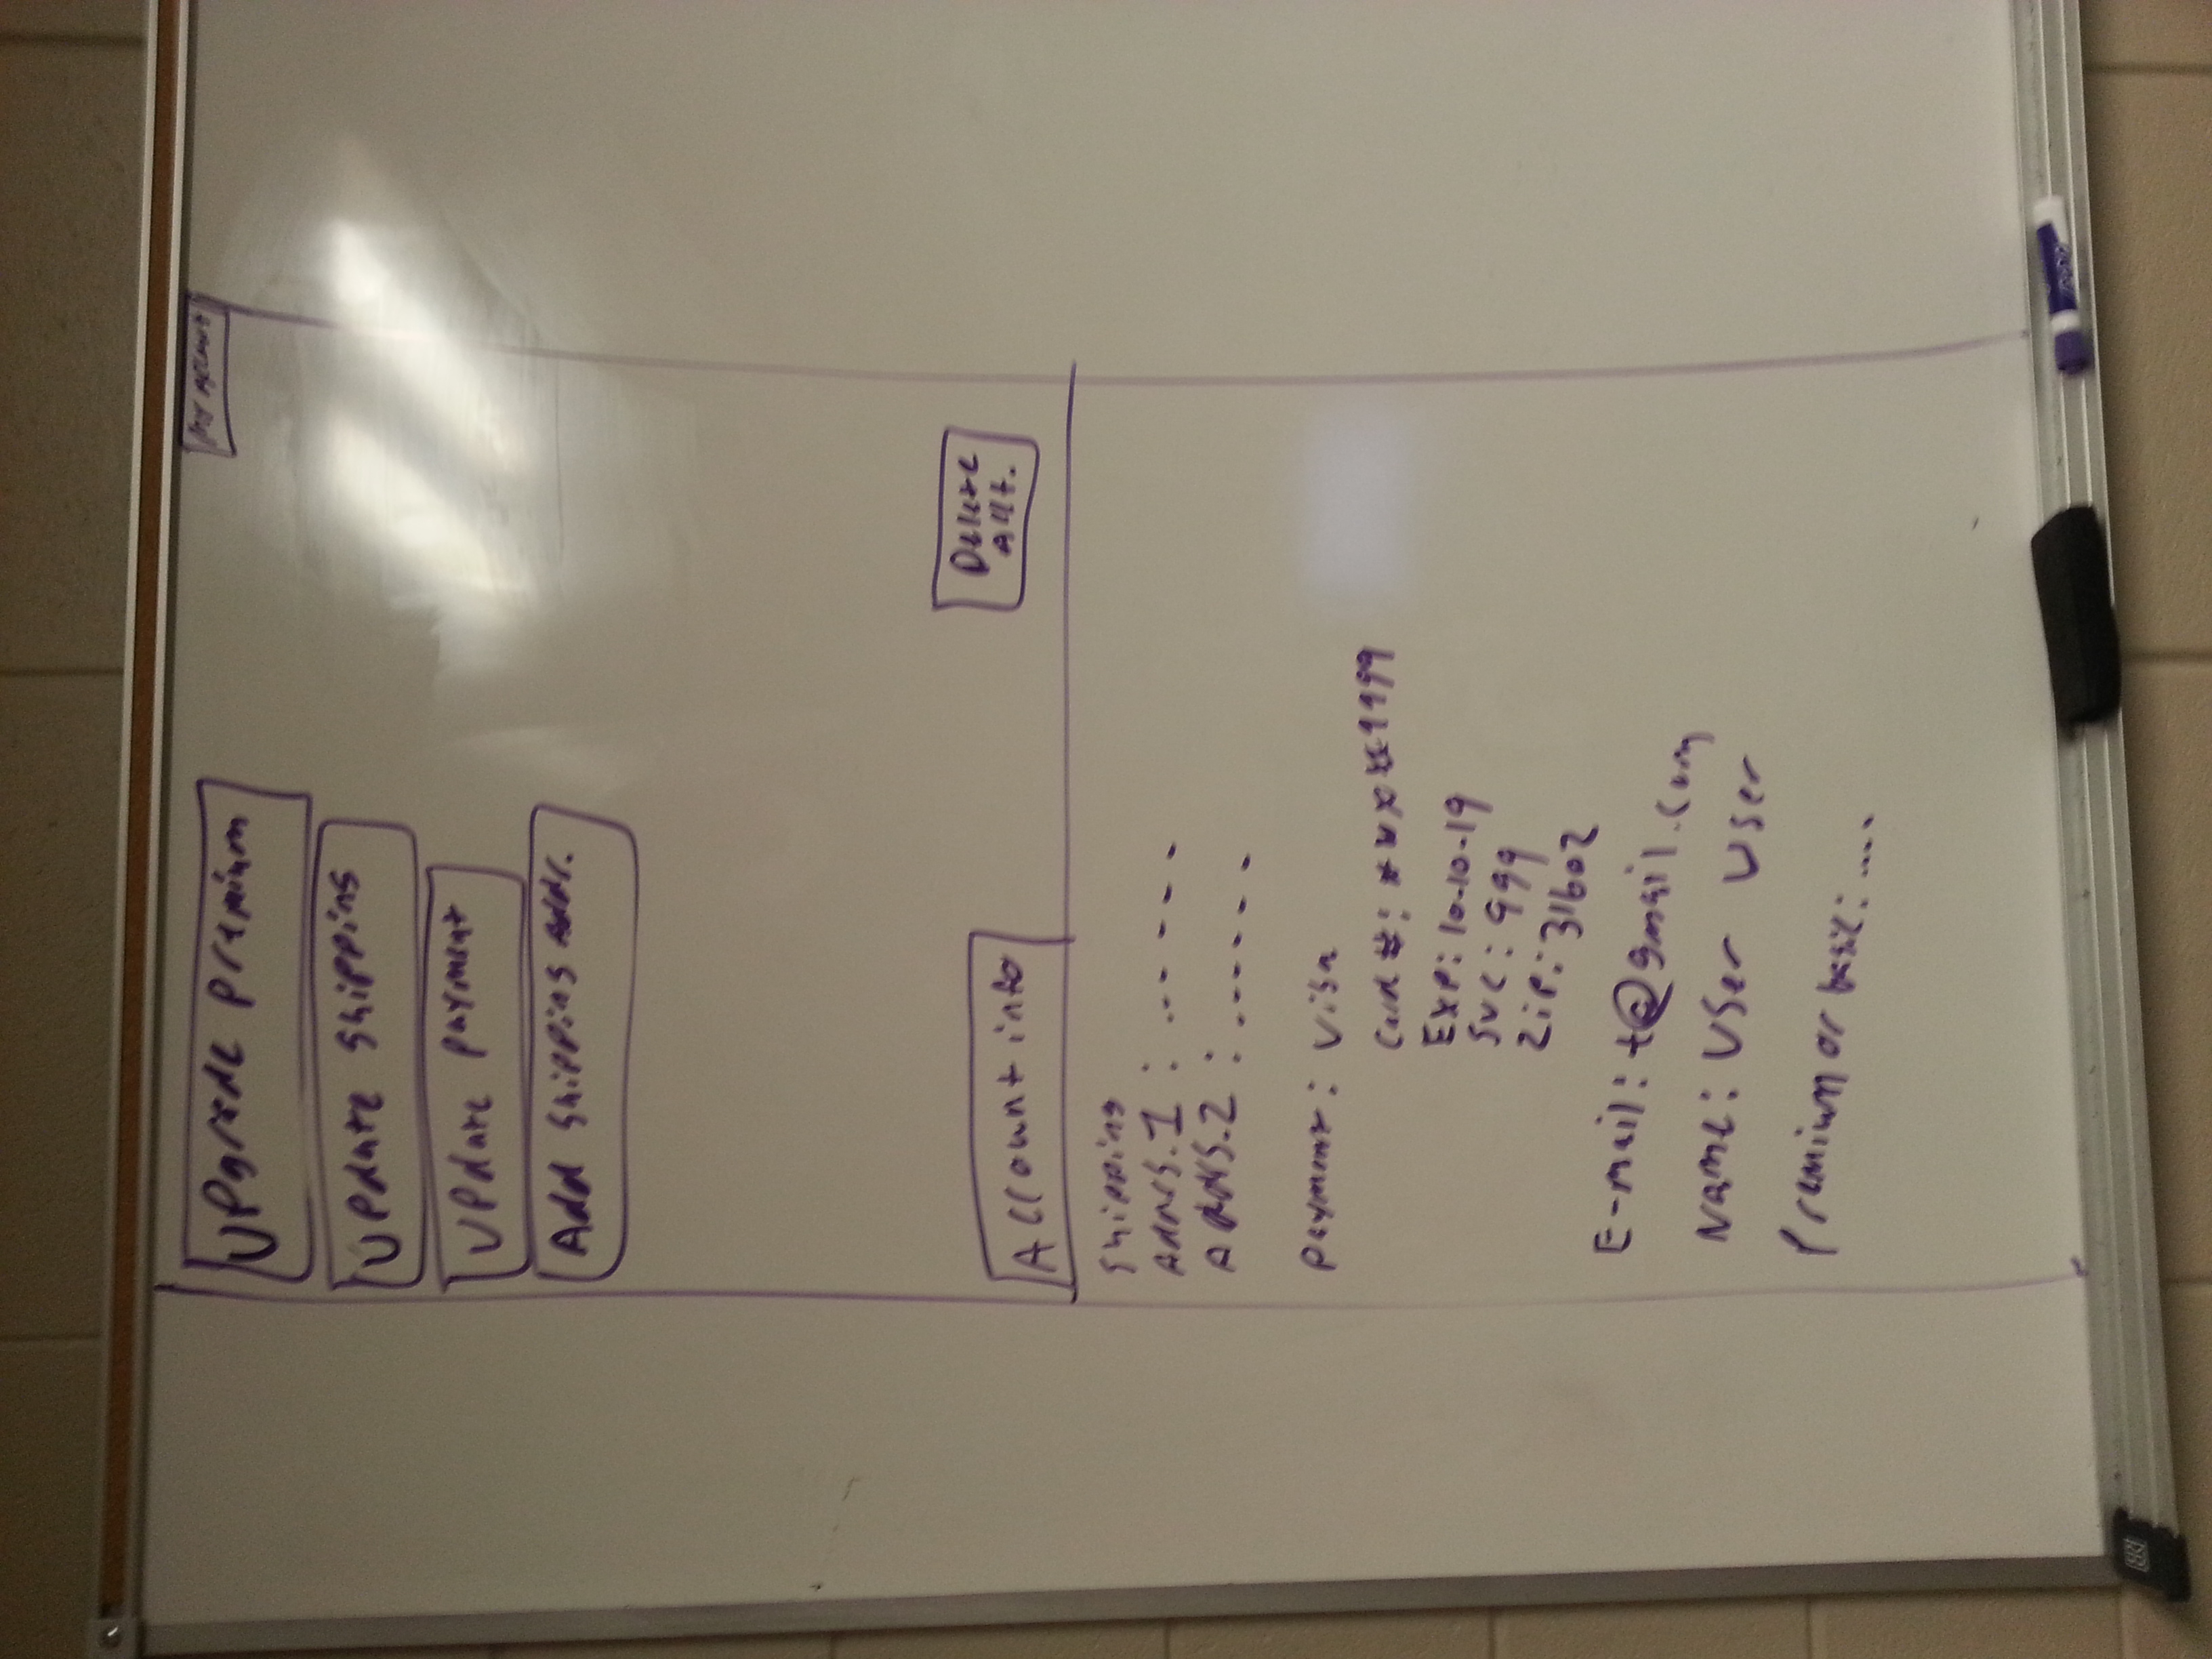 My Account
Upgrade premium
Update shipping
Update payment
Add shipping Addr.
Account info
Delete
Acct.
Shipping
Addrs.1 : ......
Addrs.2 : ......
Payment: Visa
Card #: ****1199
Exp: 10-10-19
SVC: 999
Zip: 31602
E-mail: t@gmail.com
Name: User User
Premium or basic: ....